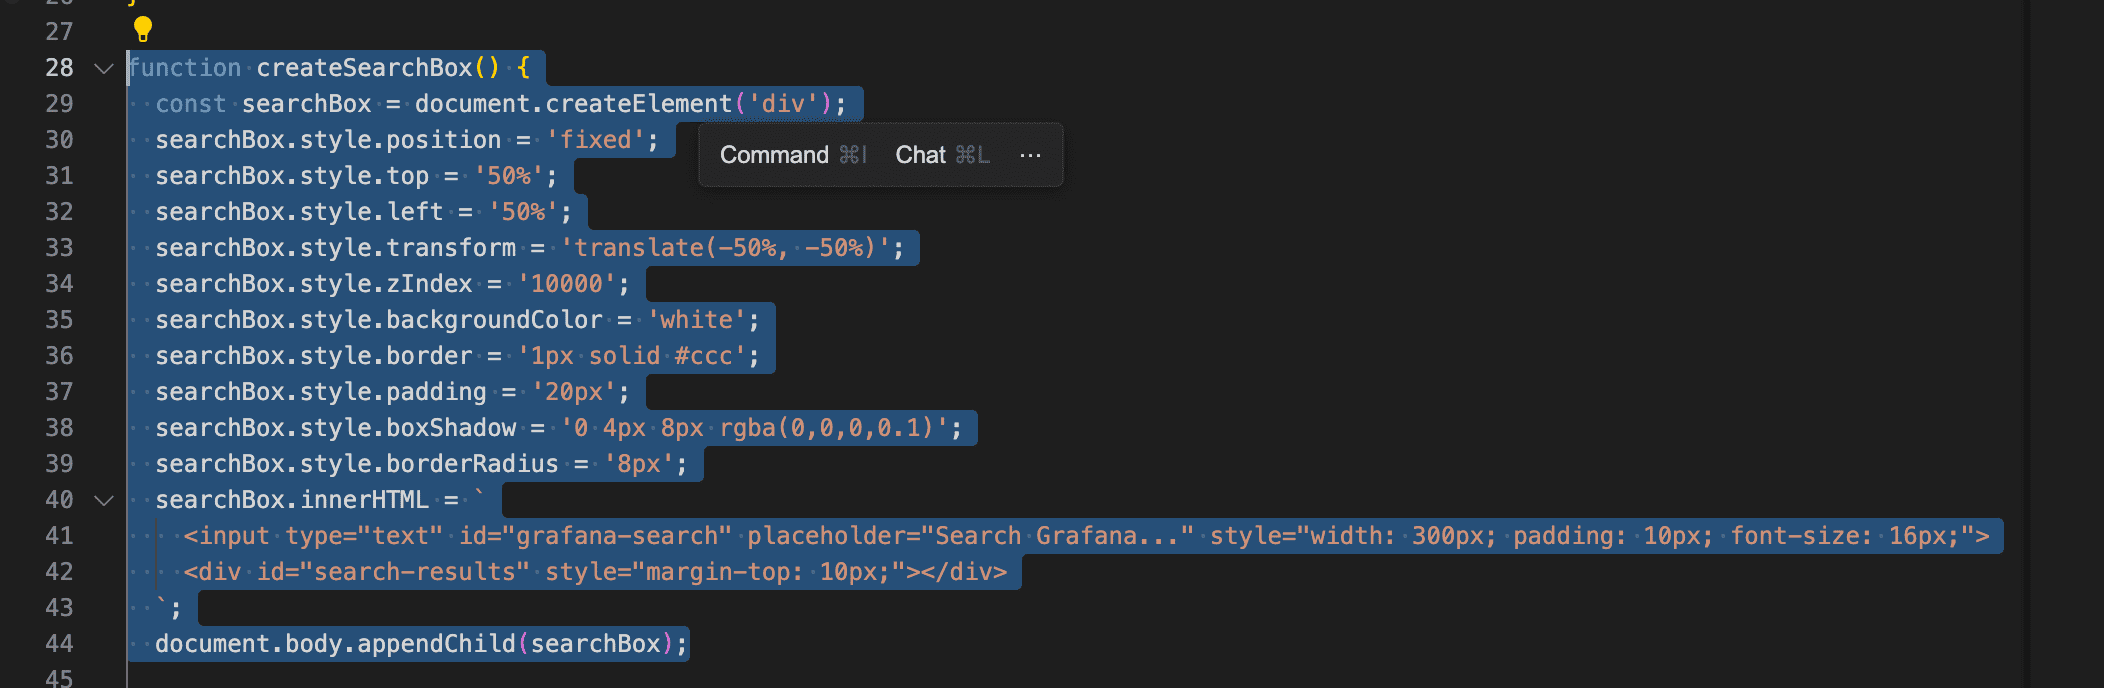 26 }
27
28 function createSearchBox() {
29 const searchBox = document.createElement('div');
30 searchBox.style.position = 'fixed';
Command ⌘I Chat ⌘L ···
31 searchBox.style.top = '50%';
32 searchBox.style.left = '50%';
33 searchBox.style.transform = 'translate(-50%, -50%)';
34 searchBox.style.zIndex = '10000';
35 searchBox.style.backgroundColor = 'white';
36 searchBox.style.border = '1px solid #ccc';
37 searchBox.style.padding = '20px';
38 searchBox.style.boxShadow = '0 4px 8px rgba(0,0,0,0.1)';
39 searchBox.style.borderRadius = '8px';
40 searchBox.innerHTML = `
41 <input type="text" id="grafana-search" placeholder="Search Grafana..." style="width: 300px; padding: 10px; font-size: 16px;">
42 <div id="search-results" style="margin-top: 10px;"></div>
43 `;
44 document.body.appendChild(searchBox);
45